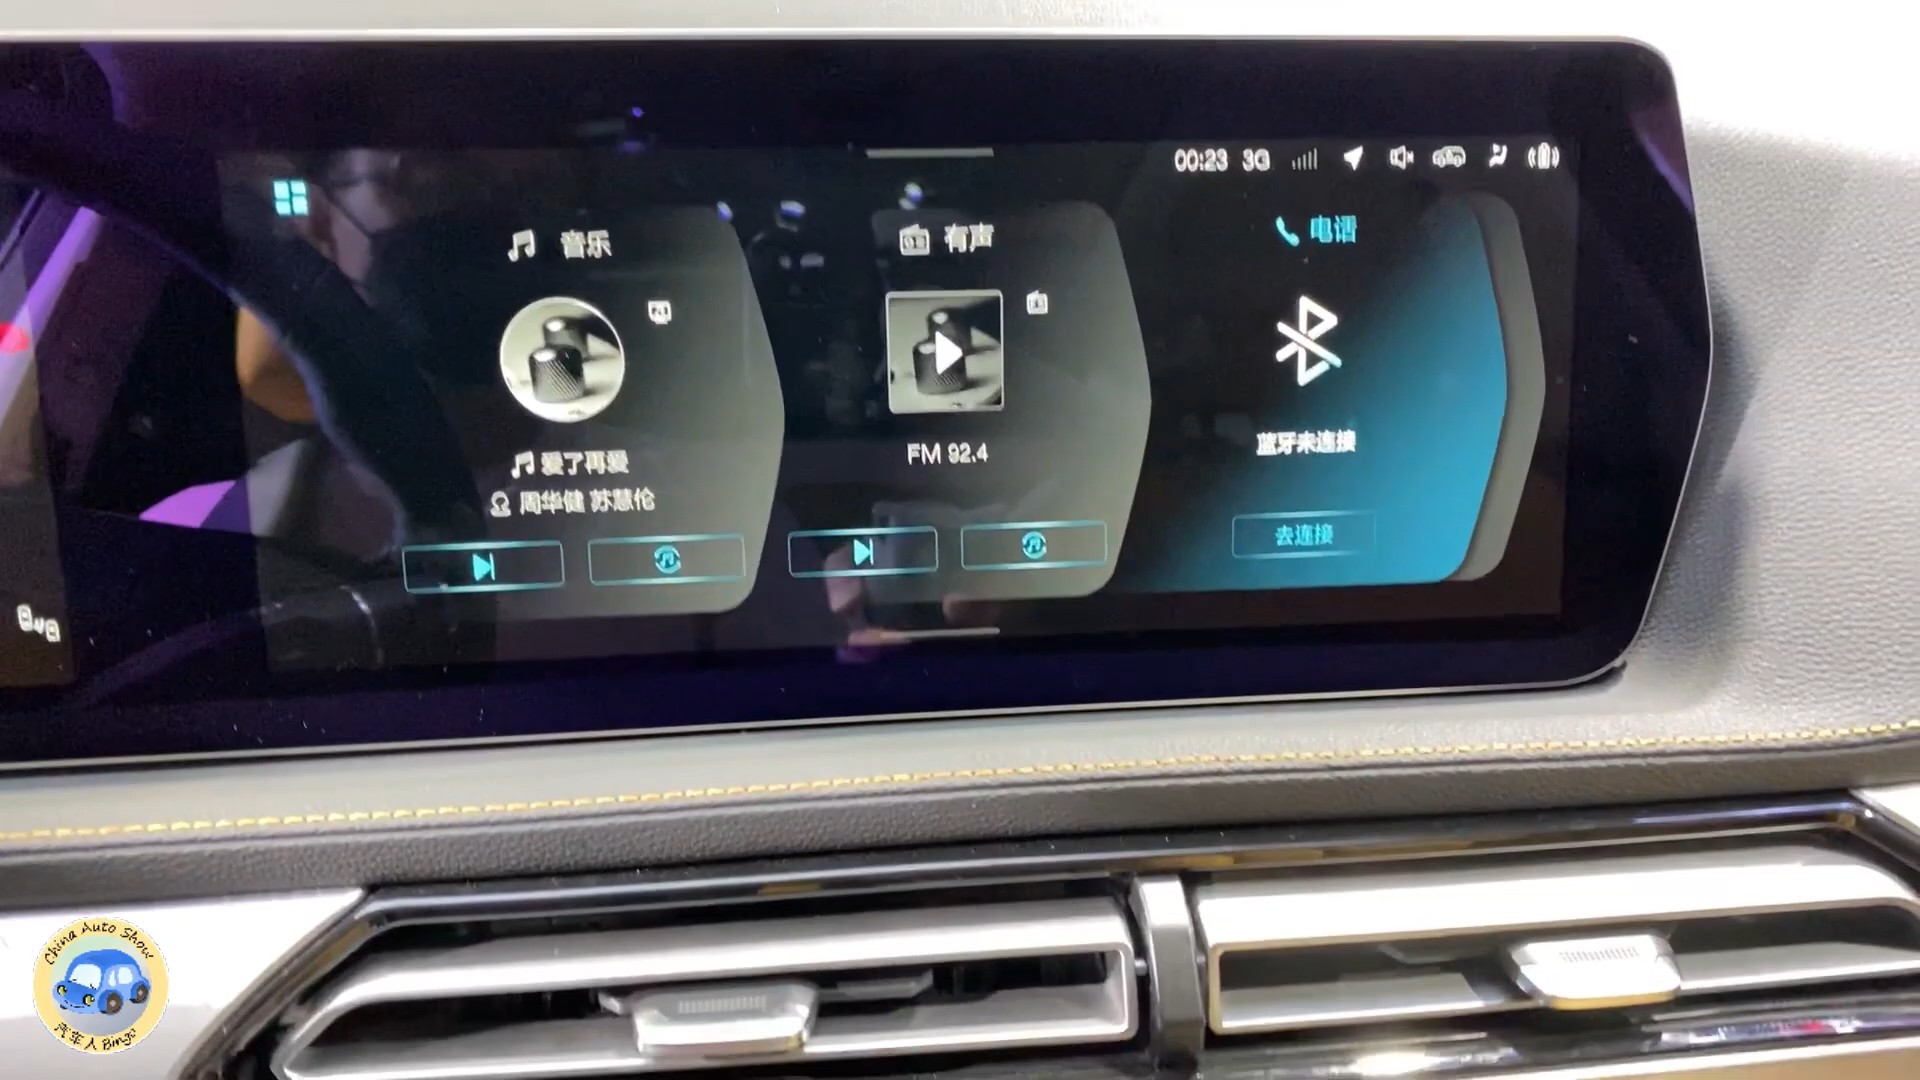 00:23 3G
音乐
有声
电话
爱了再爱
周华健 苏慧伦
FM 92.4
蓝牙未连接
去连接
China Auto Show
汽车人 Bingo